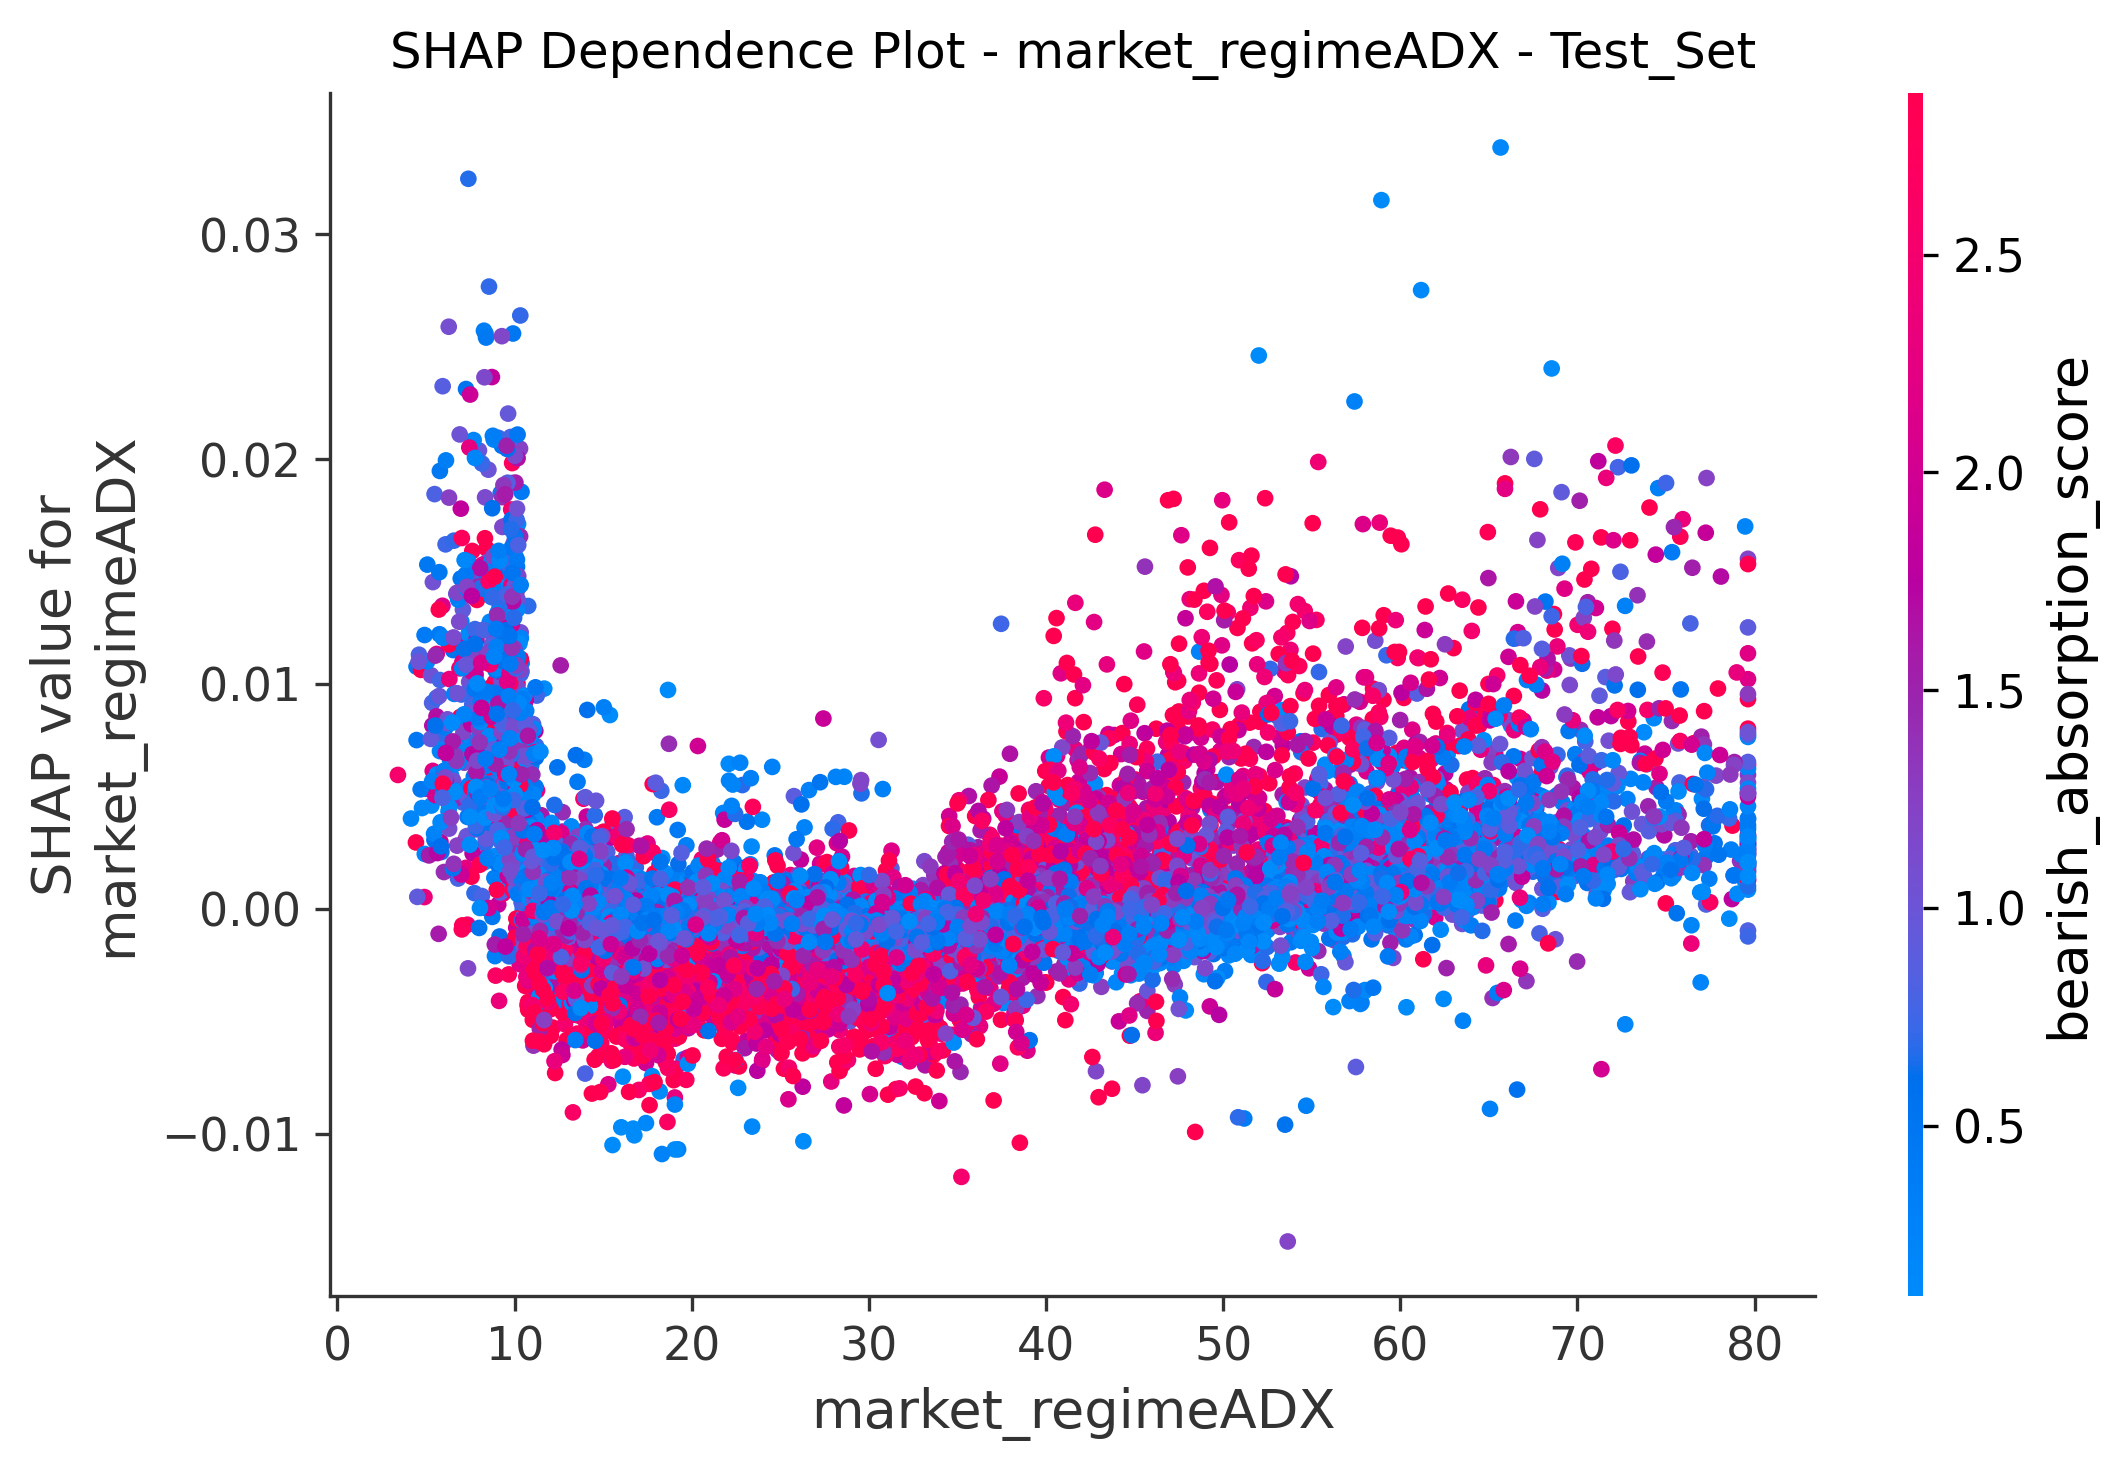 SHAP Dependence Plot - market_regimeADX - Test_Set
SHAP value for
market_regimeADX
0.03
0.02
0.01
0.00
−0.01
0 10 20 30 40 50 60 70 80
market_regimeADX
2.5
2.0
1.5
1.0
0.5
bearish_absorption_score